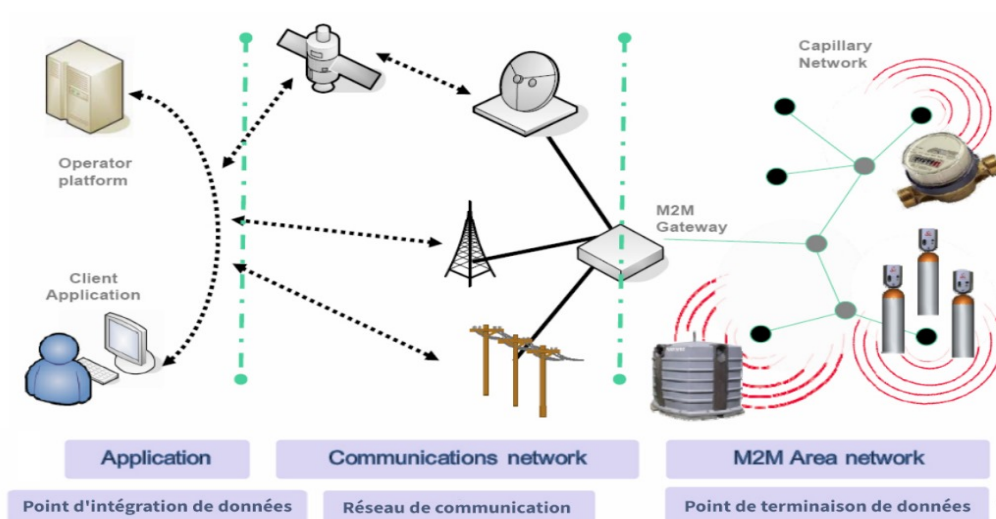 Capillary
Network
Operator
platform
M2M
Gateway
Client
Application
Application
Communications network
M2M Area network
Point d'intégration de données
Réseau de communication
Point de terminaison de données